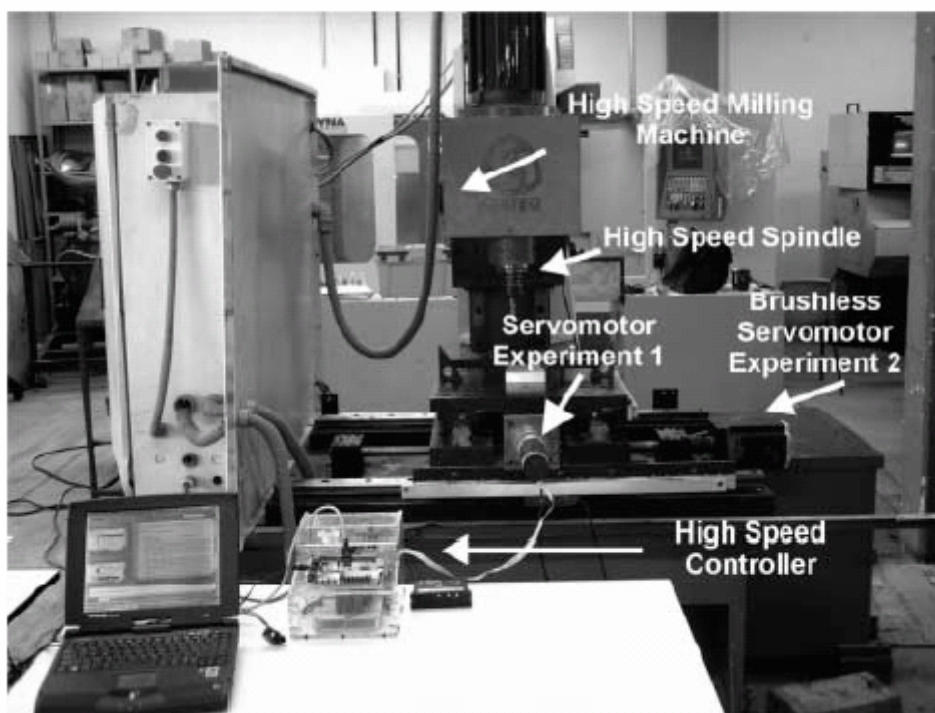 High Speed Milling
Machine
High Speed Spindle
Servomotor
Experiment 1
Brushless
Servomotor
Experiment 2
High Speed
Controller